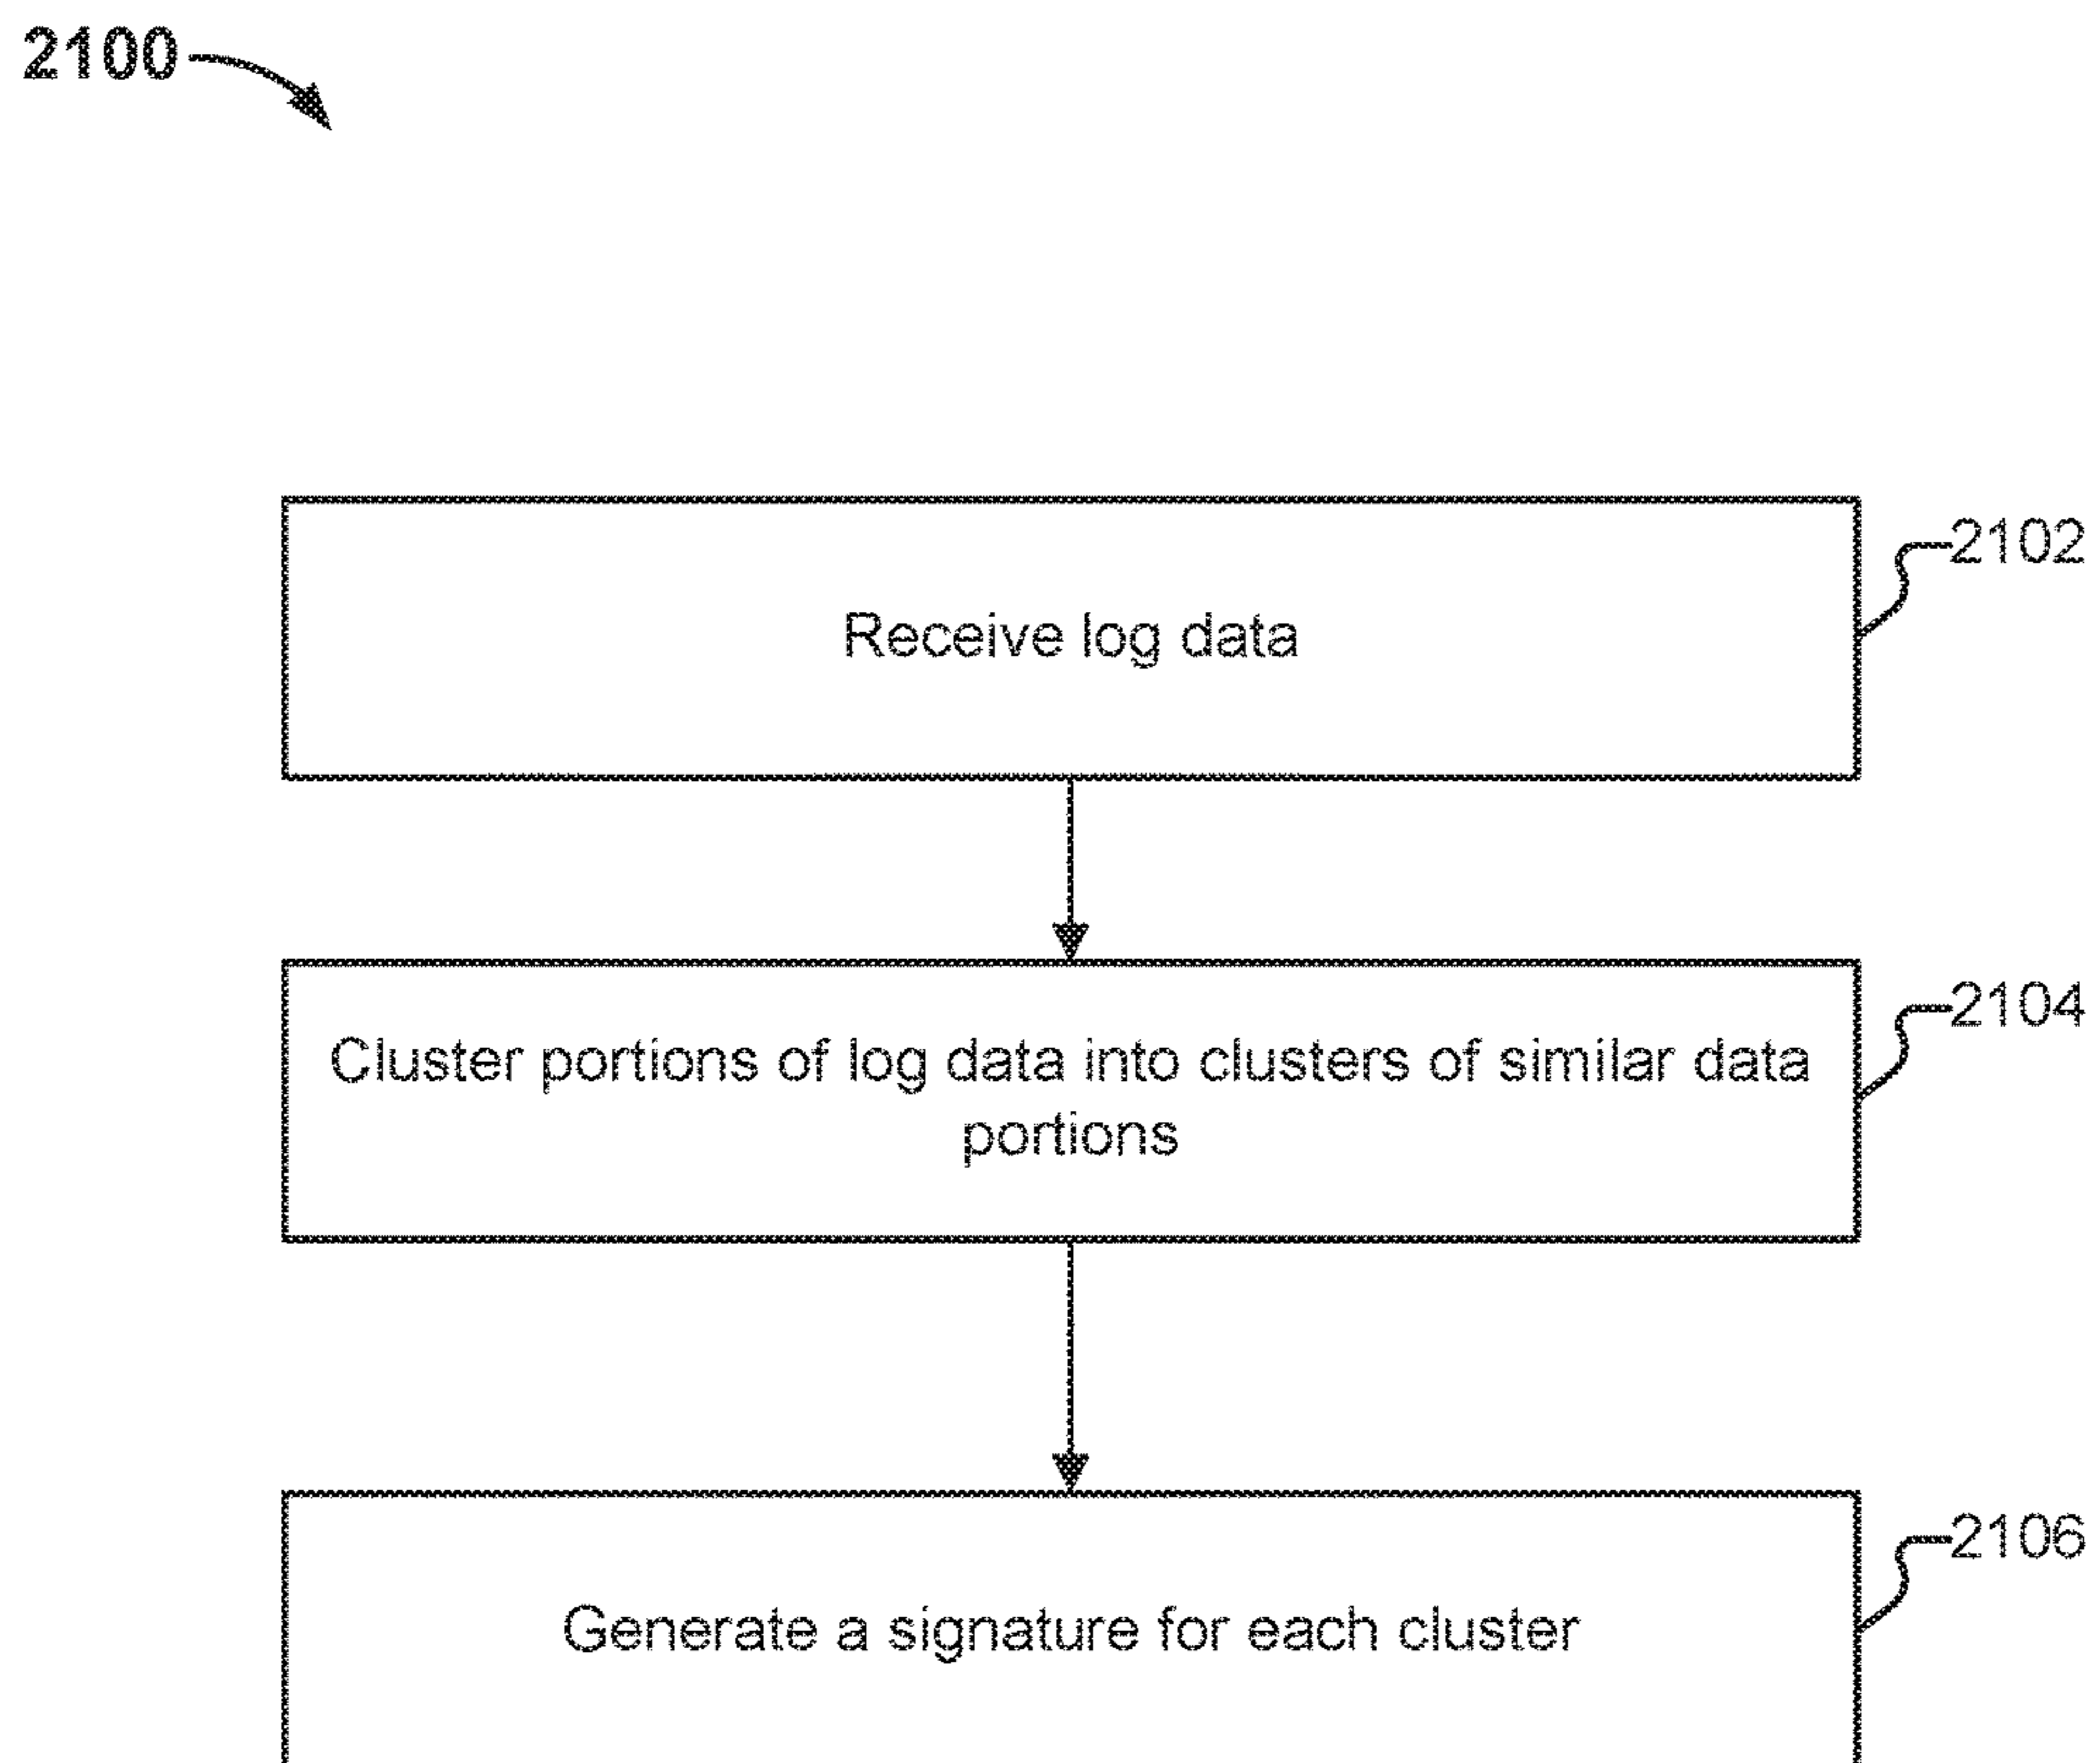 2100
2102
Receive log data
2104
Cluster portions of log data into clusters of similar data
portions
2106
Generate a signature for each cluster